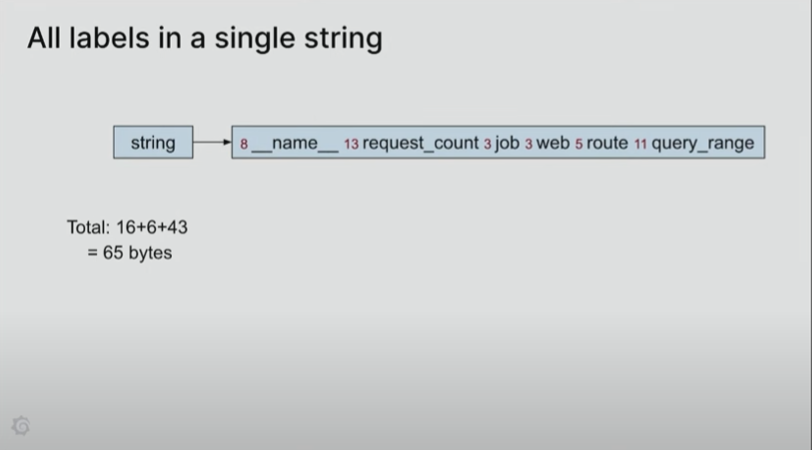 All labels in a single string
string
8 __name__ 13 request_count 3 job 3 web 5 route 11 query_range
Total: 16+6+43
= 65 bytes